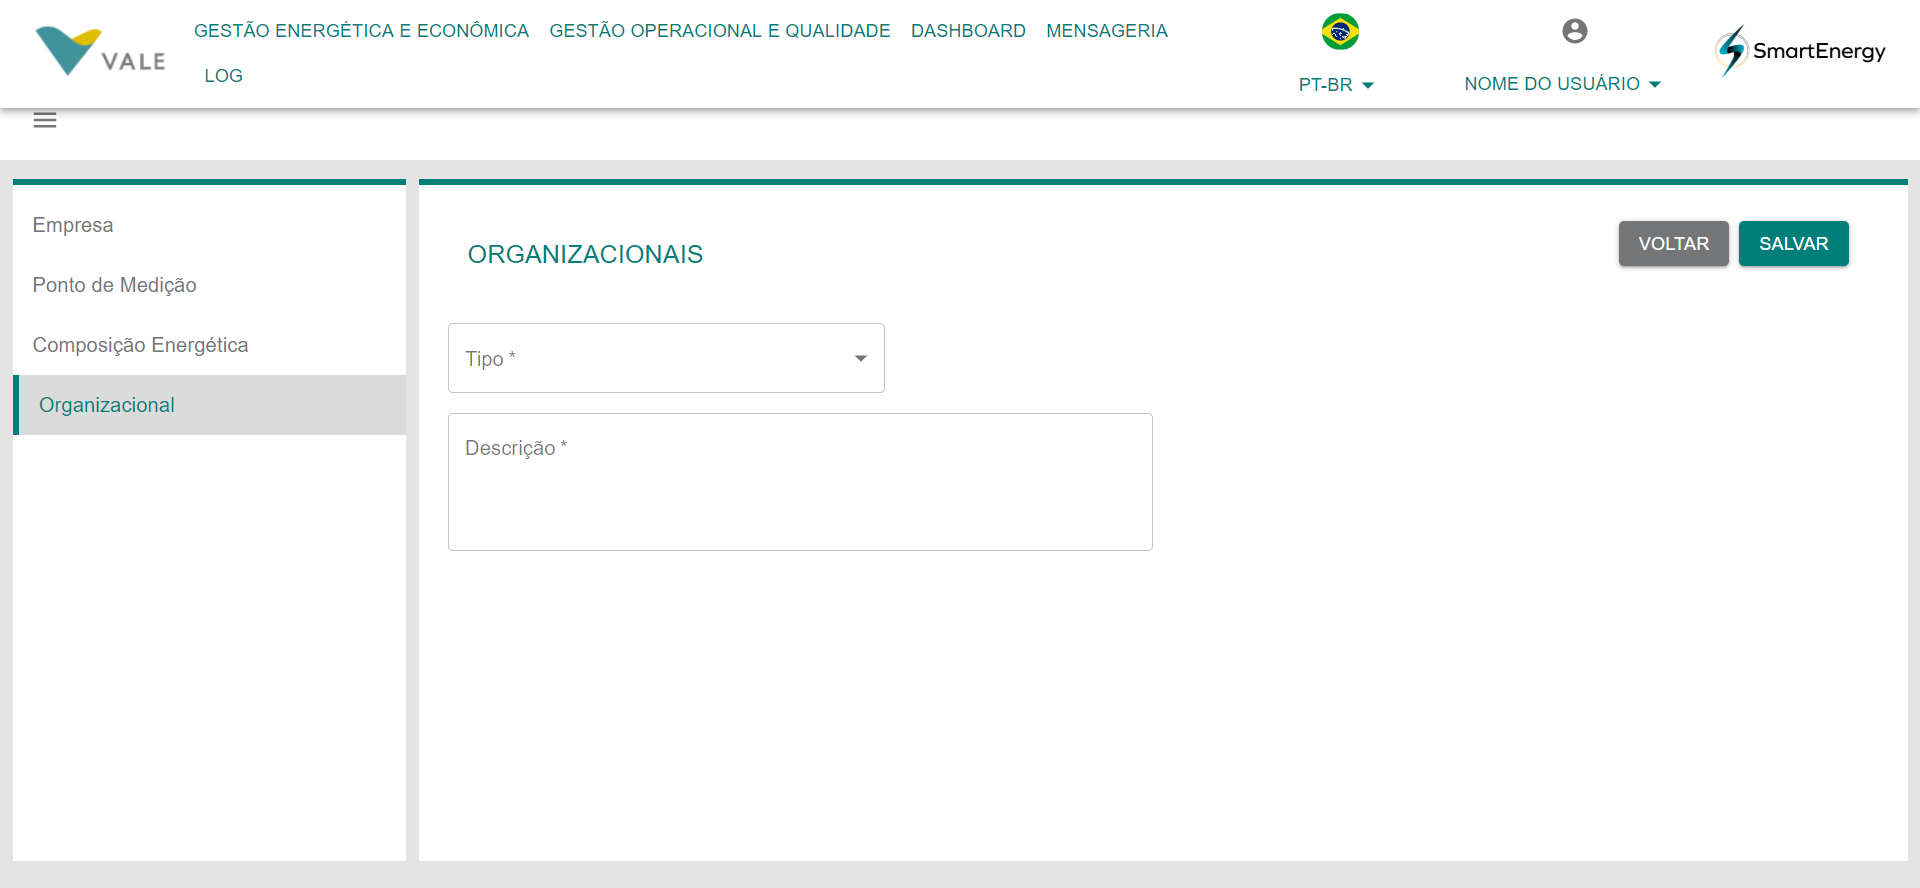 VALE
GESTÃO ENERGÉTICA E ECONÔMICA
GESTÃO OPERACIONAL E QUALIDADE
DASHBOARD
MENSAGERIA
LOG
PT-BR
NOME DO USUÁRIO
SmartEnergy
Empresa
Ponto de Medição
Composição Energética
Organizacional
ORGANIZACIONAIS
VOLTAR
SALVAR
Tipo *
Descrição *